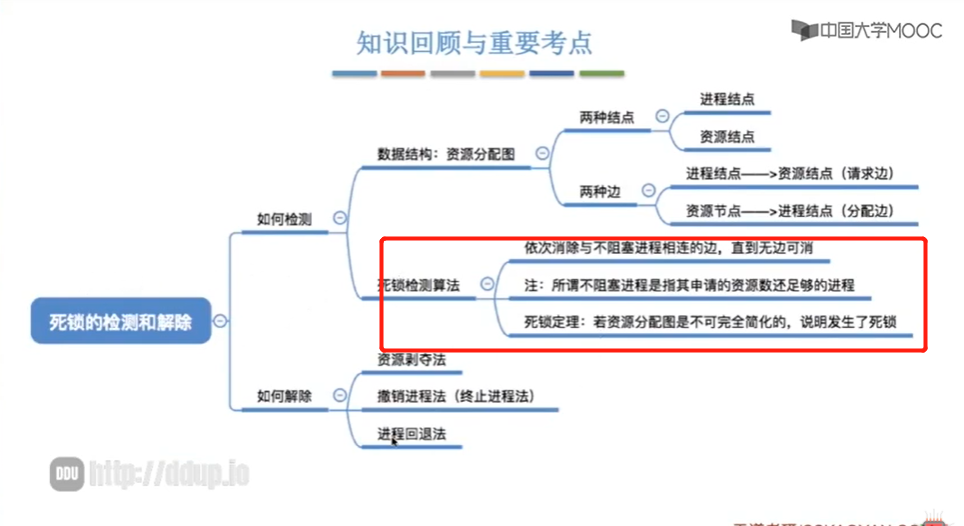 中国大学MOOC
知识回顾与重要考点
进程结点
两种结点
资源结点
数据结构：资源分配图
进程结点——>资源结点（请求边）
两种边
资源节点——>进程结点（分配边）
如何检测
依次消除与不阻塞进程相连的边，直到无边可消
死锁检测算法
注：所谓不阻塞进程是指其申请的资源数还足够的进程
死锁定理：若资源分配图是不可完全简化的，说明发生了死锁
死锁的检测和解除
资源剥夺法
如何解除
撤销进程法（终止进程法）
进程回退法
DDU http://ddup.io